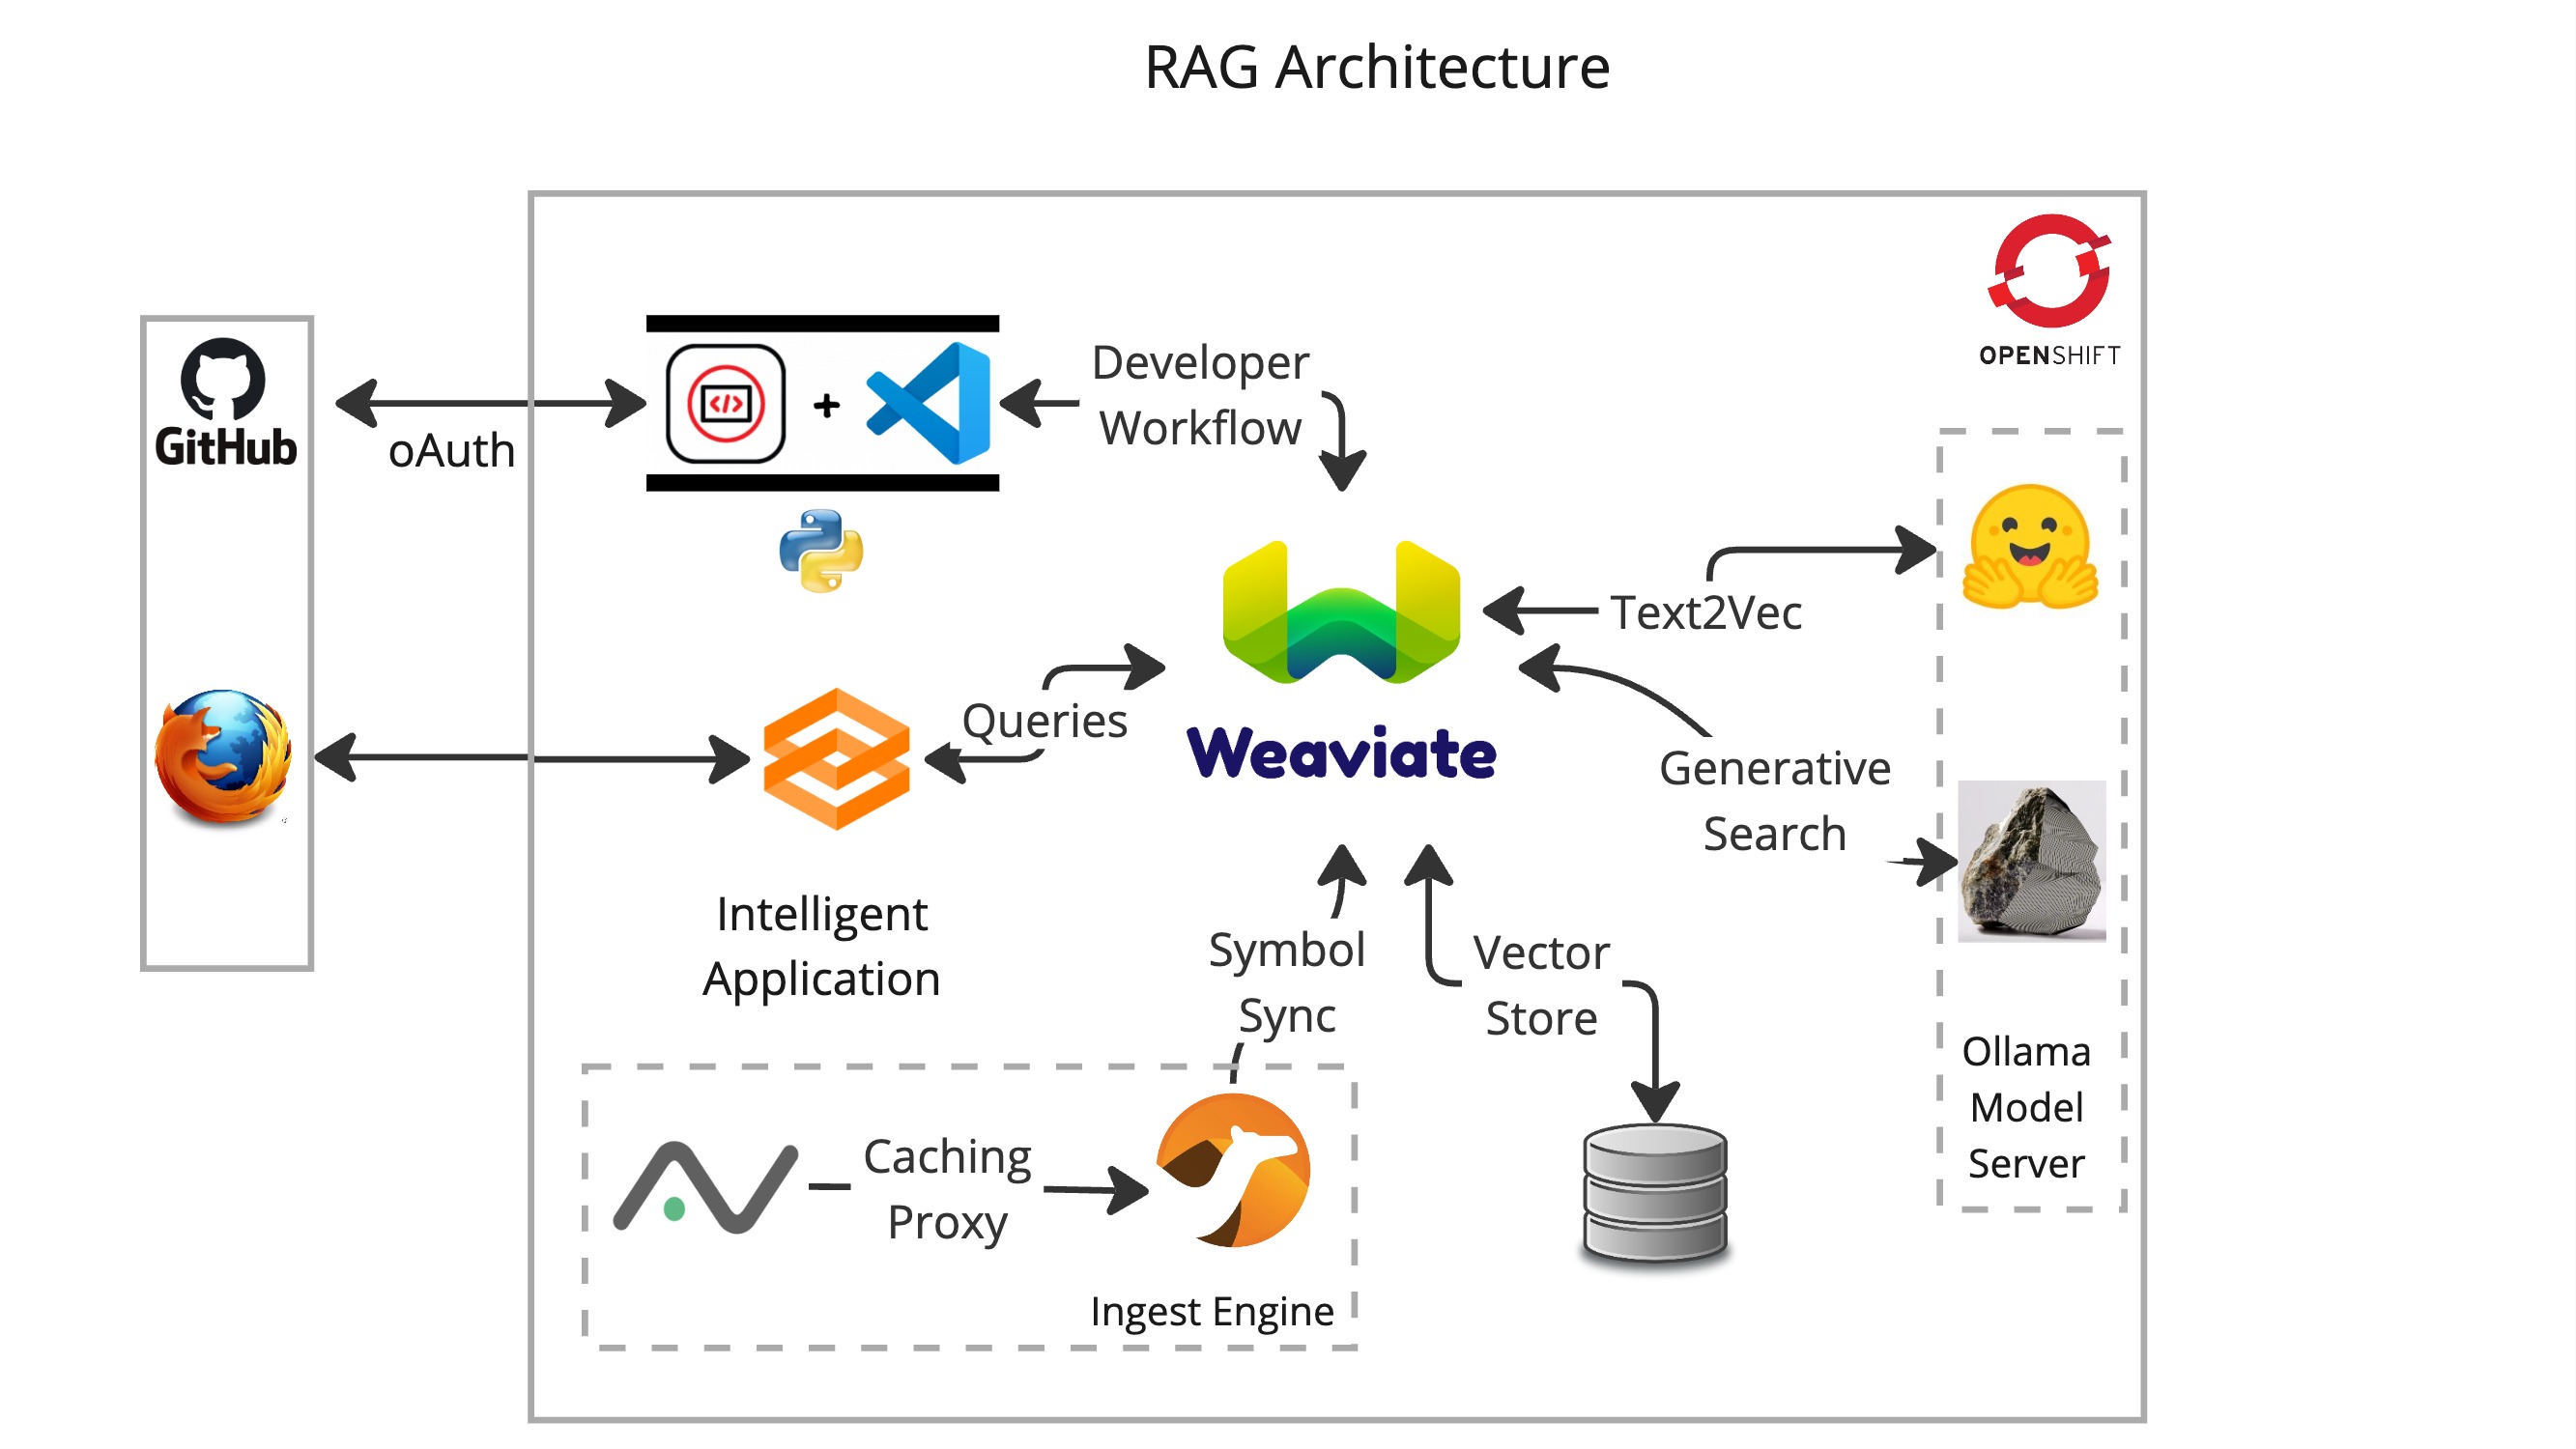 RAG Architecture
OPENSHIFT
GitHub
oAuth
</>
+
Developer
Workflow
Text2Vec
Queries
Weaviate
Generative
Search
Intelligent
Application
Symbol
Sync
Vector
Store
Ollama
Model
Server
Caching
Proxy
Ingest Engine